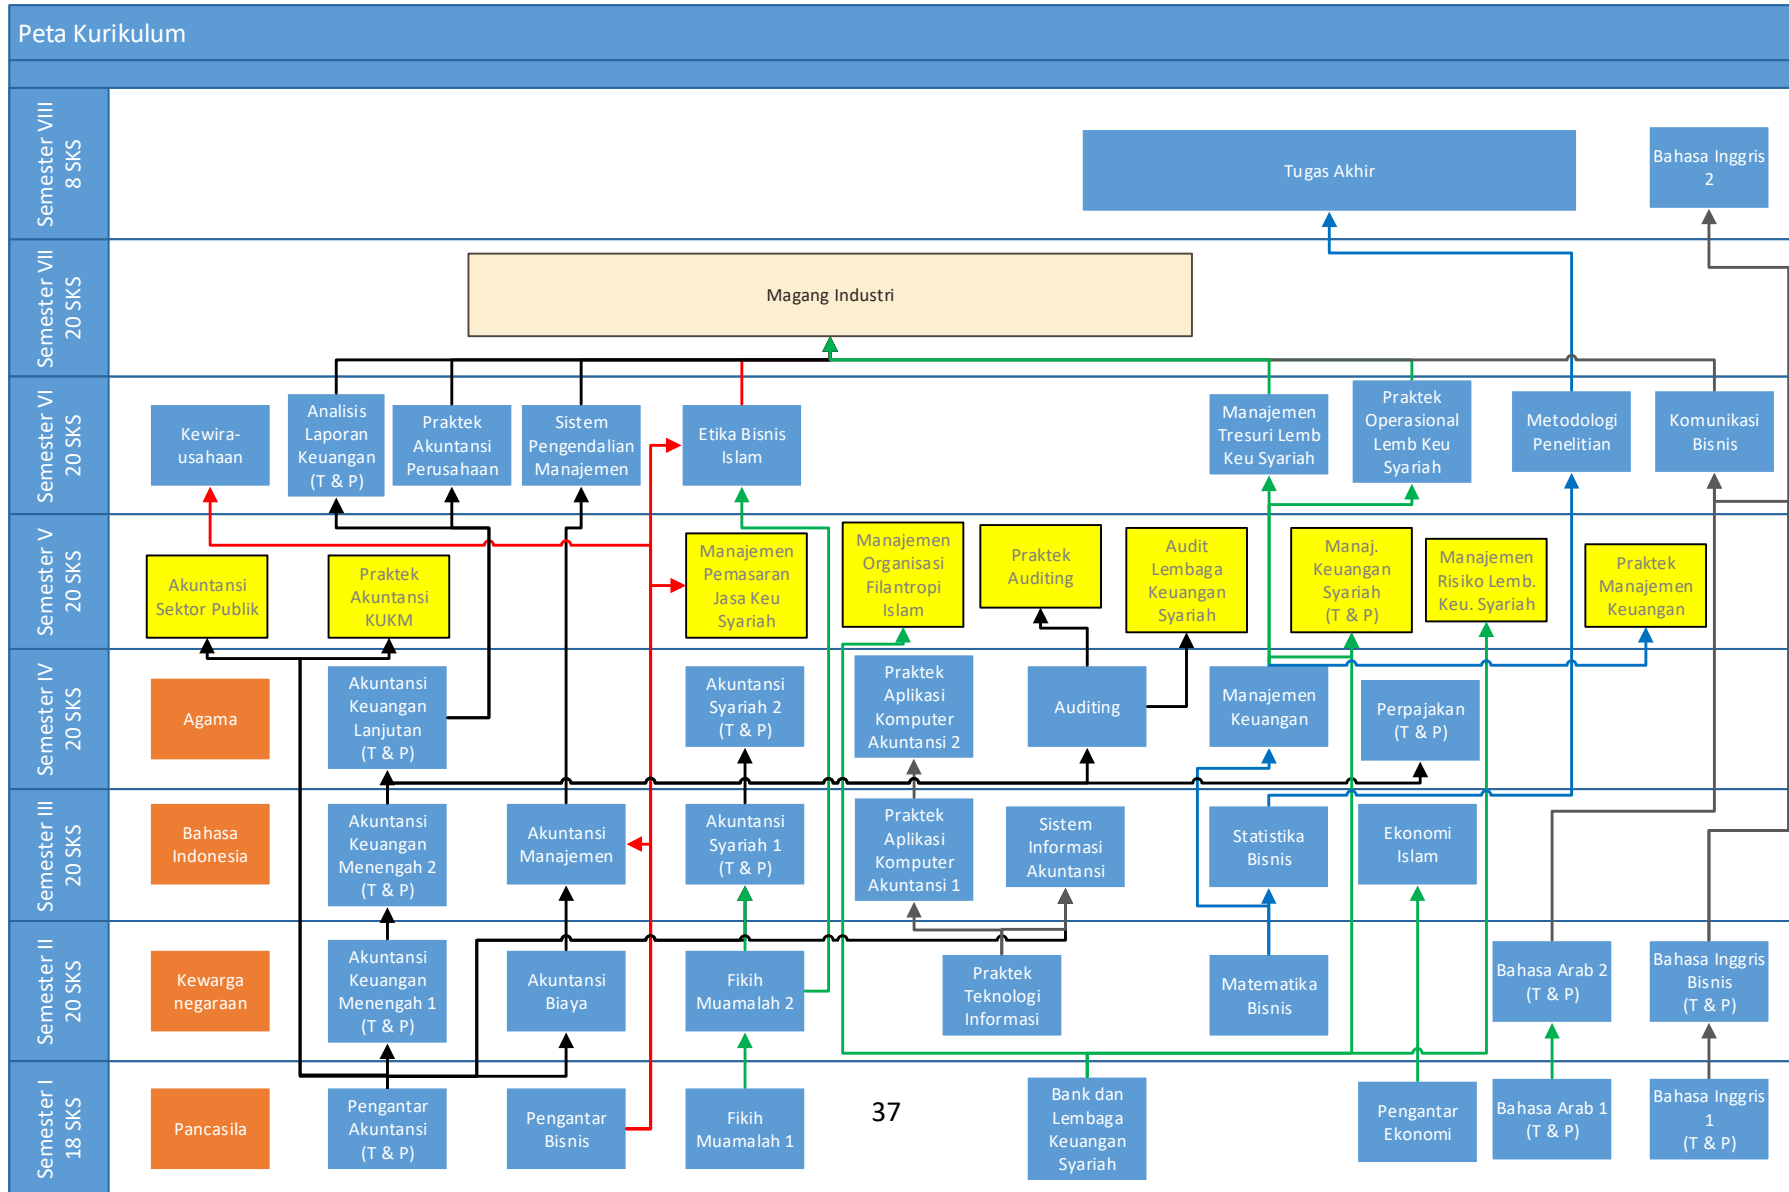 Peta Kurikulum
Semester VIII
8 SKS
Tugas Akhir
Bahasa Inggris
2
Semester VII
20 SKS
Magang Industri
Semester VI
20 SKS
Kewira-
usahaan
Analisis
Laporan
Keuangan
(T & P)
Praktek
Akuntansi
Perusahaan
Sistem
Pengendalian
Manajemen
Etika Bisnis
Islam
Manajemen
Tresuri Lemb
Keu Syariah
Praktek
Operasional
Lemb Keu
Syariah
Metodologi
Penelitian
Komunikasi
Bisnis
Semester V
20 SKS
Akuntansi
Sektor Publik
Praktek
Akuntansi
KUKM
Manajemen
Pemasaran
Jasa Keu
Syariah
Manajemen
Organisasi
Filantropi
Islam
Praktek
Auditing
Audit
Lembaga
Keuangan
Syariah
Manaj.
Keuangan
Syariah
(T & P)
Manajemen
Risiko Lemb.
Keu. Syariah
Praktek
Manajemen
Keuangan
Semester IV
20 SKS
Agama
Akuntansi
Keuangan
Lanjutan
(T & P)
Akuntansi
Syariah 2
(T & P)
Praktek
Aplikasi
Komputer
Akuntansi 2
Auditing
Manajemen
Keuangan
Perpajakan
(T & P)
Semester III
20 SKS
Bahasa
Indonesia
Akuntansi
Keuangan
Menengah 2
(T & P)
Akuntansi
Manajemen
Akuntansi
Syariah 1
(T & P)
Praktek
Aplikasi
Komputer
Akuntansi 1
Sistem
Informasi
Akuntansi
Statistika
Bisnis
Ekonomi
Islam
Semester II
20 SKS
Kewarga
negaraan
Akuntansi
Keuangan
Menengah 1
(T & P)
Akuntansi
Biaya
Fikih
Muamalah 2
Praktek
Teknologi
Informasi
Matematika
Bisnis
Bahasa Arab 2
(T & P)
Bahasa Inggris
Bisnis
(T & P)
Semester I
18 SKS
Pancasila
Pengantar
Akuntansi
(T & P)
Pengantar
Bisnis
Fikih
Muamalah 1
37
Bank dan
Lembaga
Keuangan
Syariah
Pengantar
Ekonomi
Bahasa Arab 1
(T & P)
Bahasa Inggris
1
(T & P)